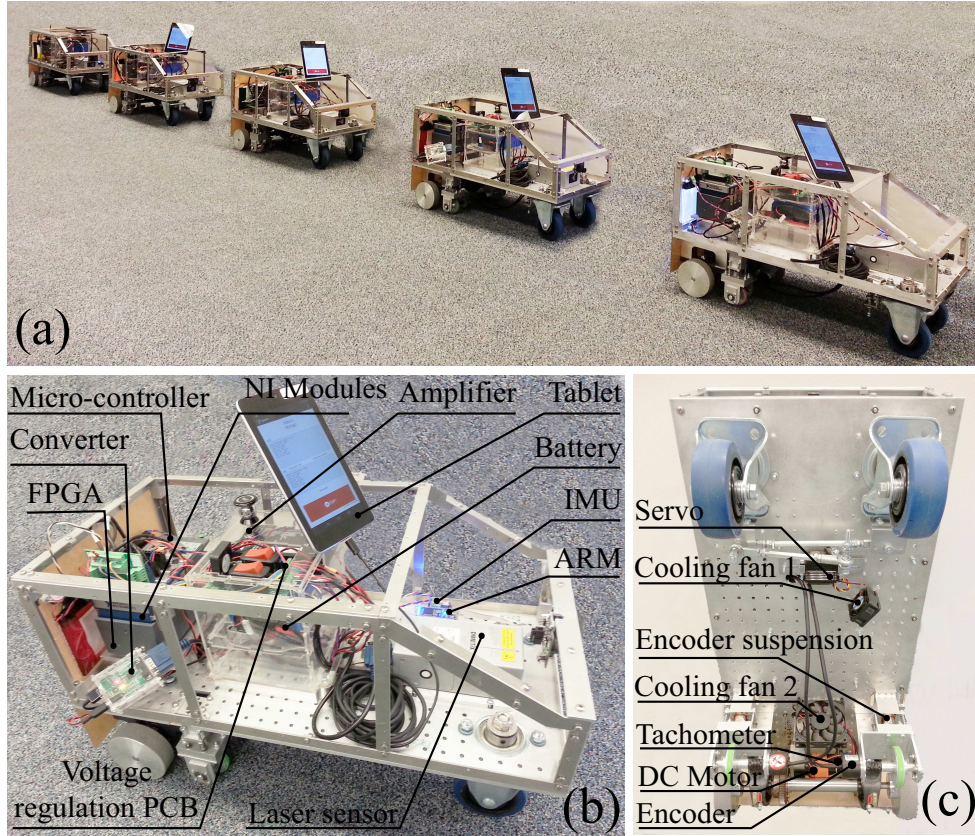 (a)
NI Modules
Micro-controller
Amplifier
Tablet
Converter
Battery
FPGA
IMU
ARM
Voltage
regulation PCB
Laser sensor
(b)
Servo
Cooling fan 1
Encoder suspension
Cooling fan 2
Tachometer
DC Motor
Encoder
(c)